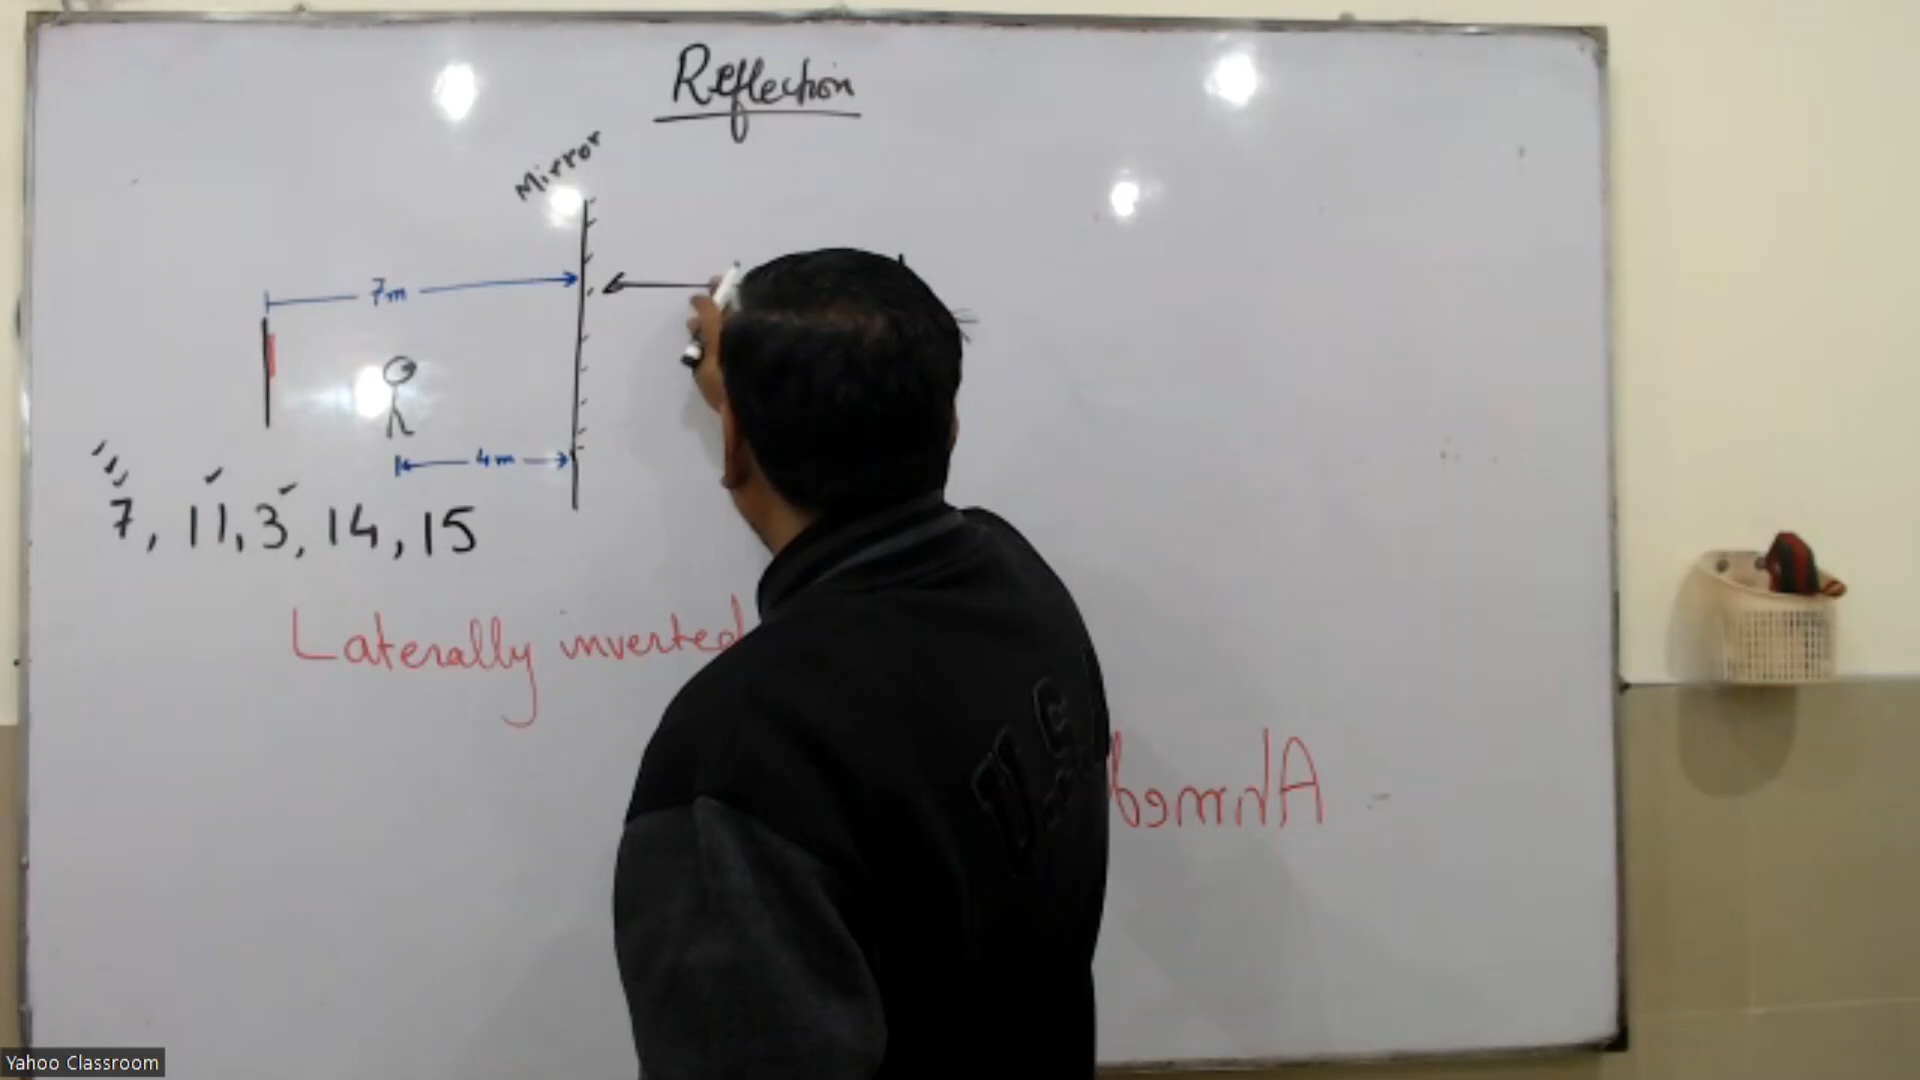 Reflection
Mirror
7m
4m
7, 11, 3, 14, 15
Laterally inverted
Ahmed
Yahoo Classroom